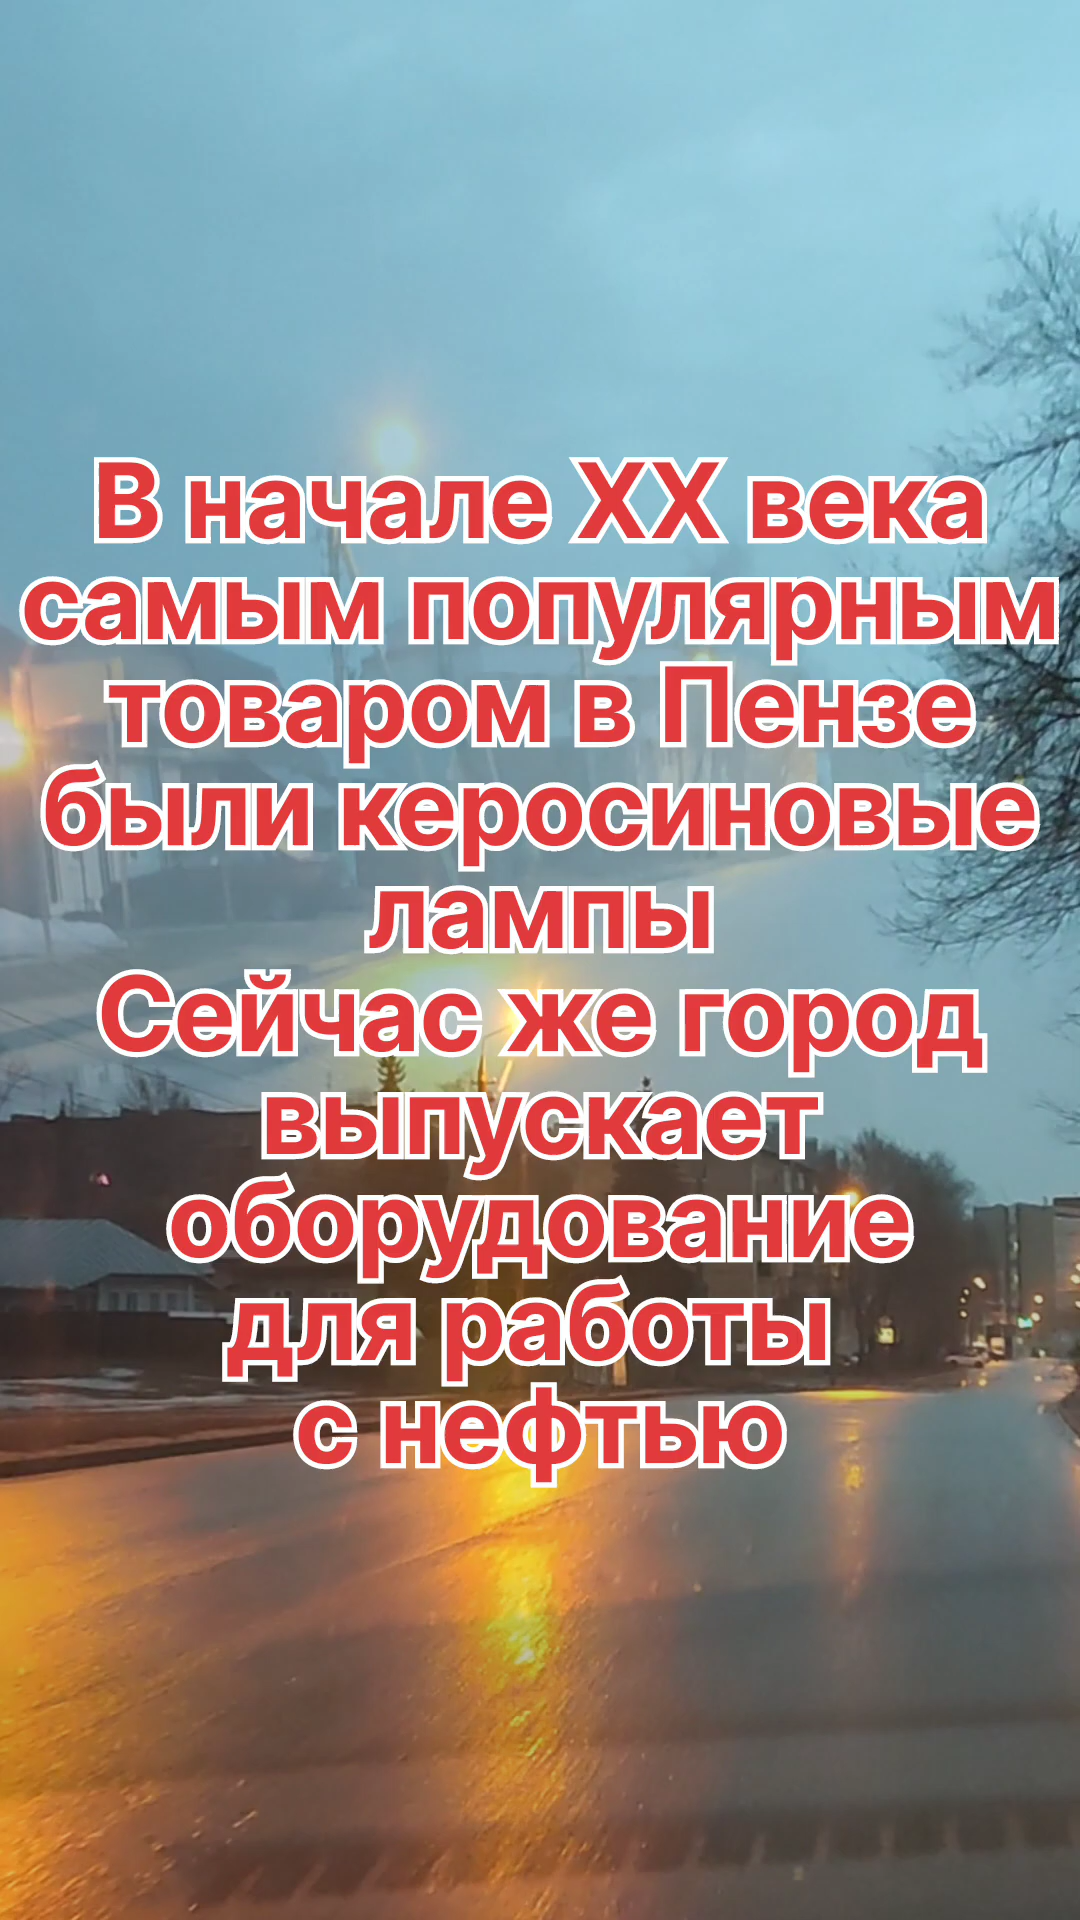 В начале XX века
самым популярным
товаром в Пензе
были керосиновые
лампы
Сейчас же город
выпускает
оборудование
для работы
с нефтью